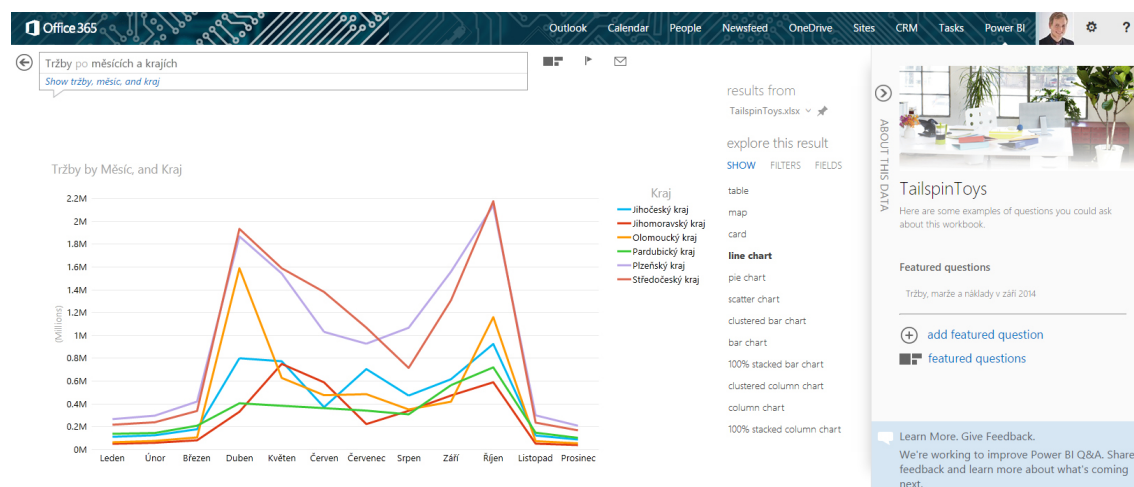 Office 365
Outlook Calendar People Newsfeed OneDrive Sites CRM Tasks Power BI ?
Tržby po měsících a krajích
Show tržby, měsíc, and kraj
Tržby by Měsíc, and Kraj
(Millions)
2.2M
2M
1.8M
1.6M
1.4M
1.2M
1M
0.8M
0.6M
0.4M
0.2M
0M
Leden Únor Březen Duben Květen Červen Červenec Srpen Září Říjen Listopad Prosinec
Kraj
Jihočeský kraj
Jihomoravský kraj
Olomoucký kraj
Pardubický kraj
Plzeňský kraj
Středočeský kraj
results from
TailspinToys.xlsx
explore this result
SHOW FILTERS FIELDS
table
map
card
line chart
pie chart
scatter chart
clustered bar chart
bar chart
100% stacked bar chart
clustered column chart
column chart
100% stacked column chart
ABOUT THIS DATA
TailspinToys
Here are some examples of questions you could ask
about this workbook.
Featured questions
Tržby, marže a náklady v září 2014
add featured question
featured questions
Learn More. Give Feedback.
We're working to improve Power BI Q&A. Share
feedback and learn more about what's coming
next.